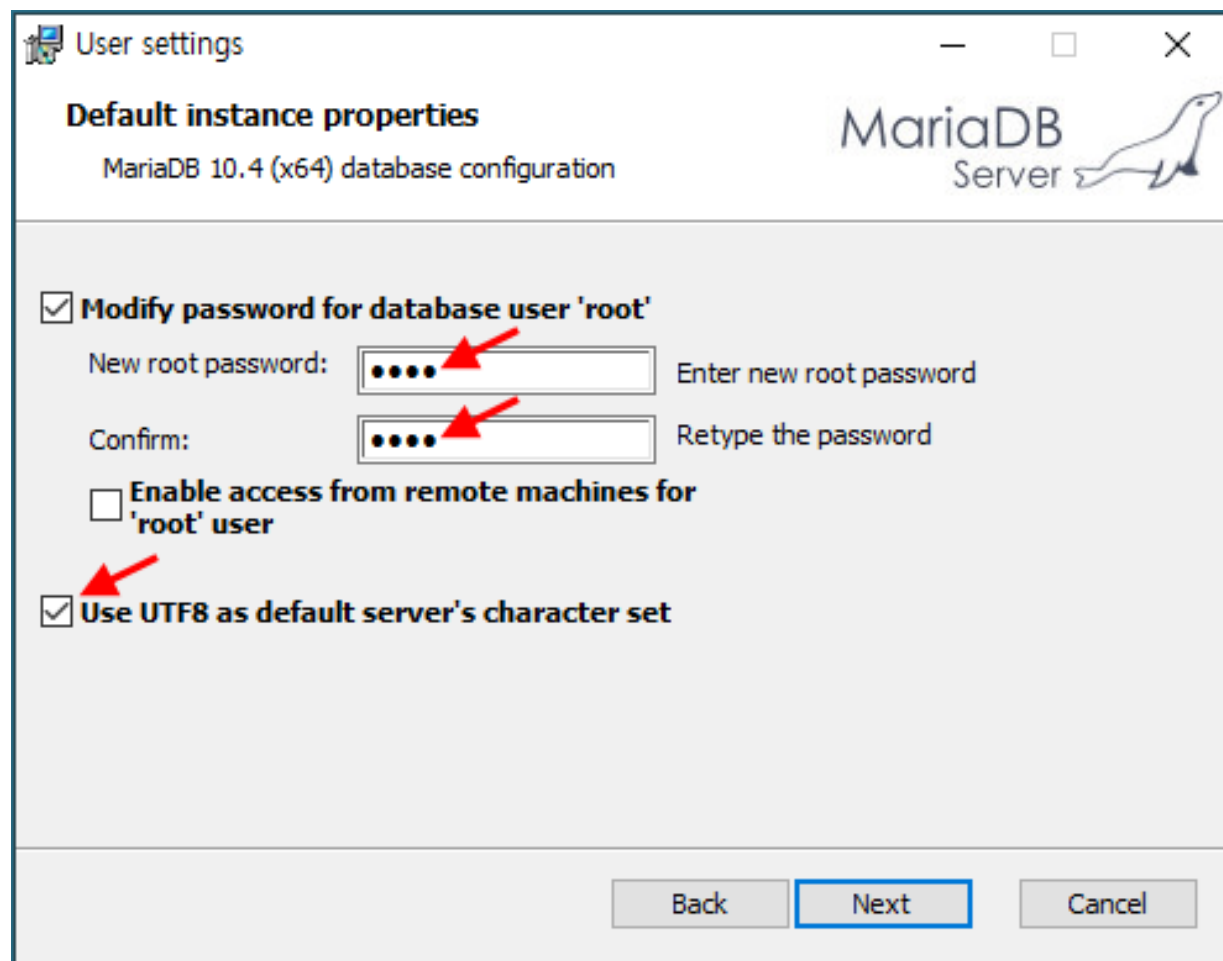 User settings
Default instance properties
MariaDB 10.4 (x64) database configuration
MariaDB
Server
Modify password for database user 'root'
New root password:
Enter new root password
Confirm:
Retype the password
Enable access from remote machines for
'root' user
Use UTF8 as default server's character set
Back
Next
Cancel